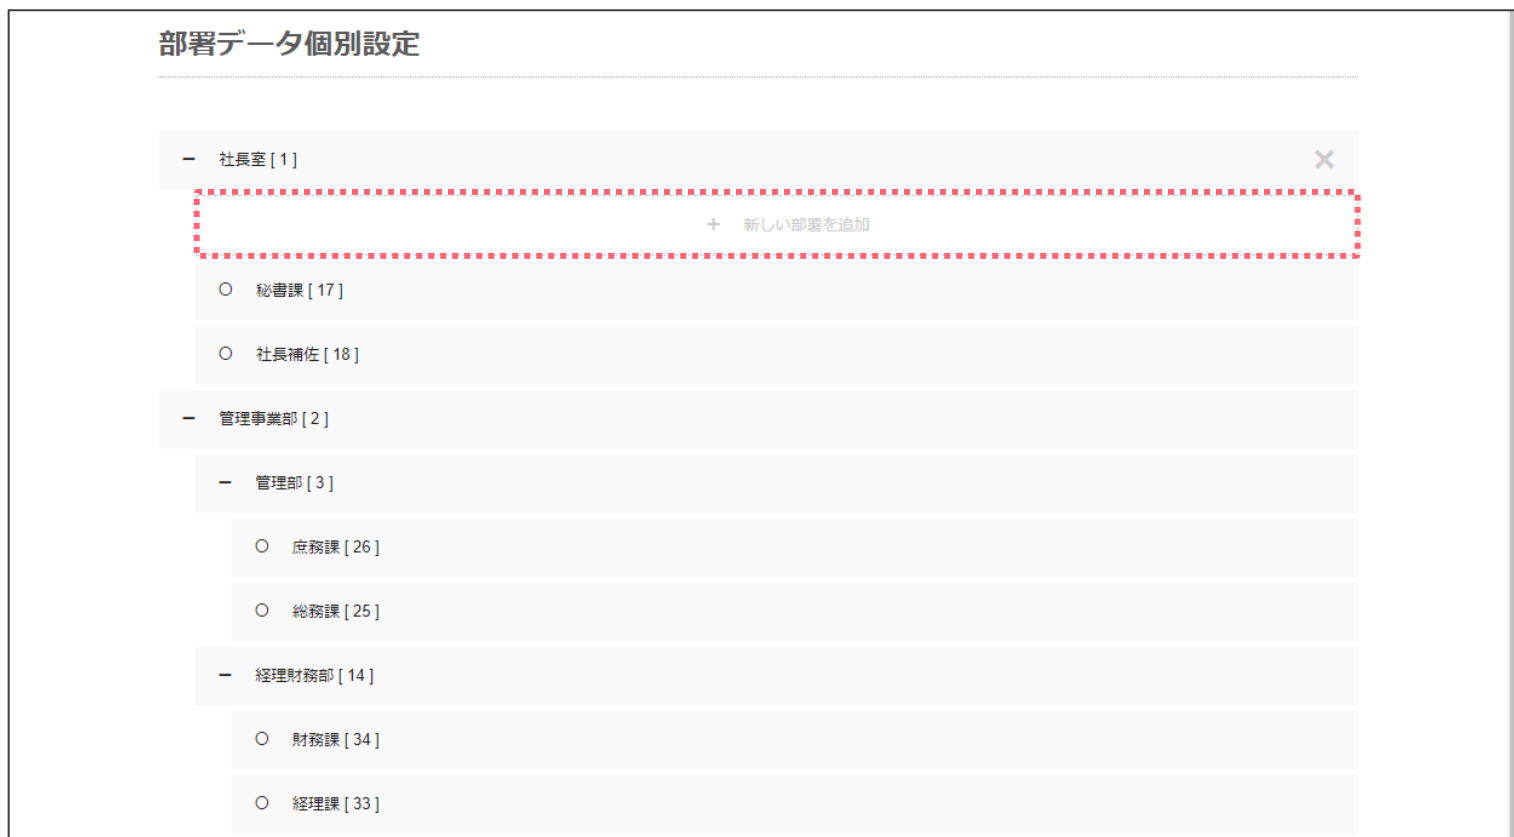 部署データ個別設定
− 社長室 [ 1 ] ×
+ 新しい部署を追加
○ 秘書課 [ 17 ]
○ 社長補佐 [ 18 ]
− 管理事業部 [ 2 ]
− 管理部 [ 3 ]
○ 庶務課 [ 26 ]
○ 総務課 [ 25 ]
− 経理財務部 [ 14 ]
○ 財務課 [ 34 ]
○ 経理課 [ 33 ]